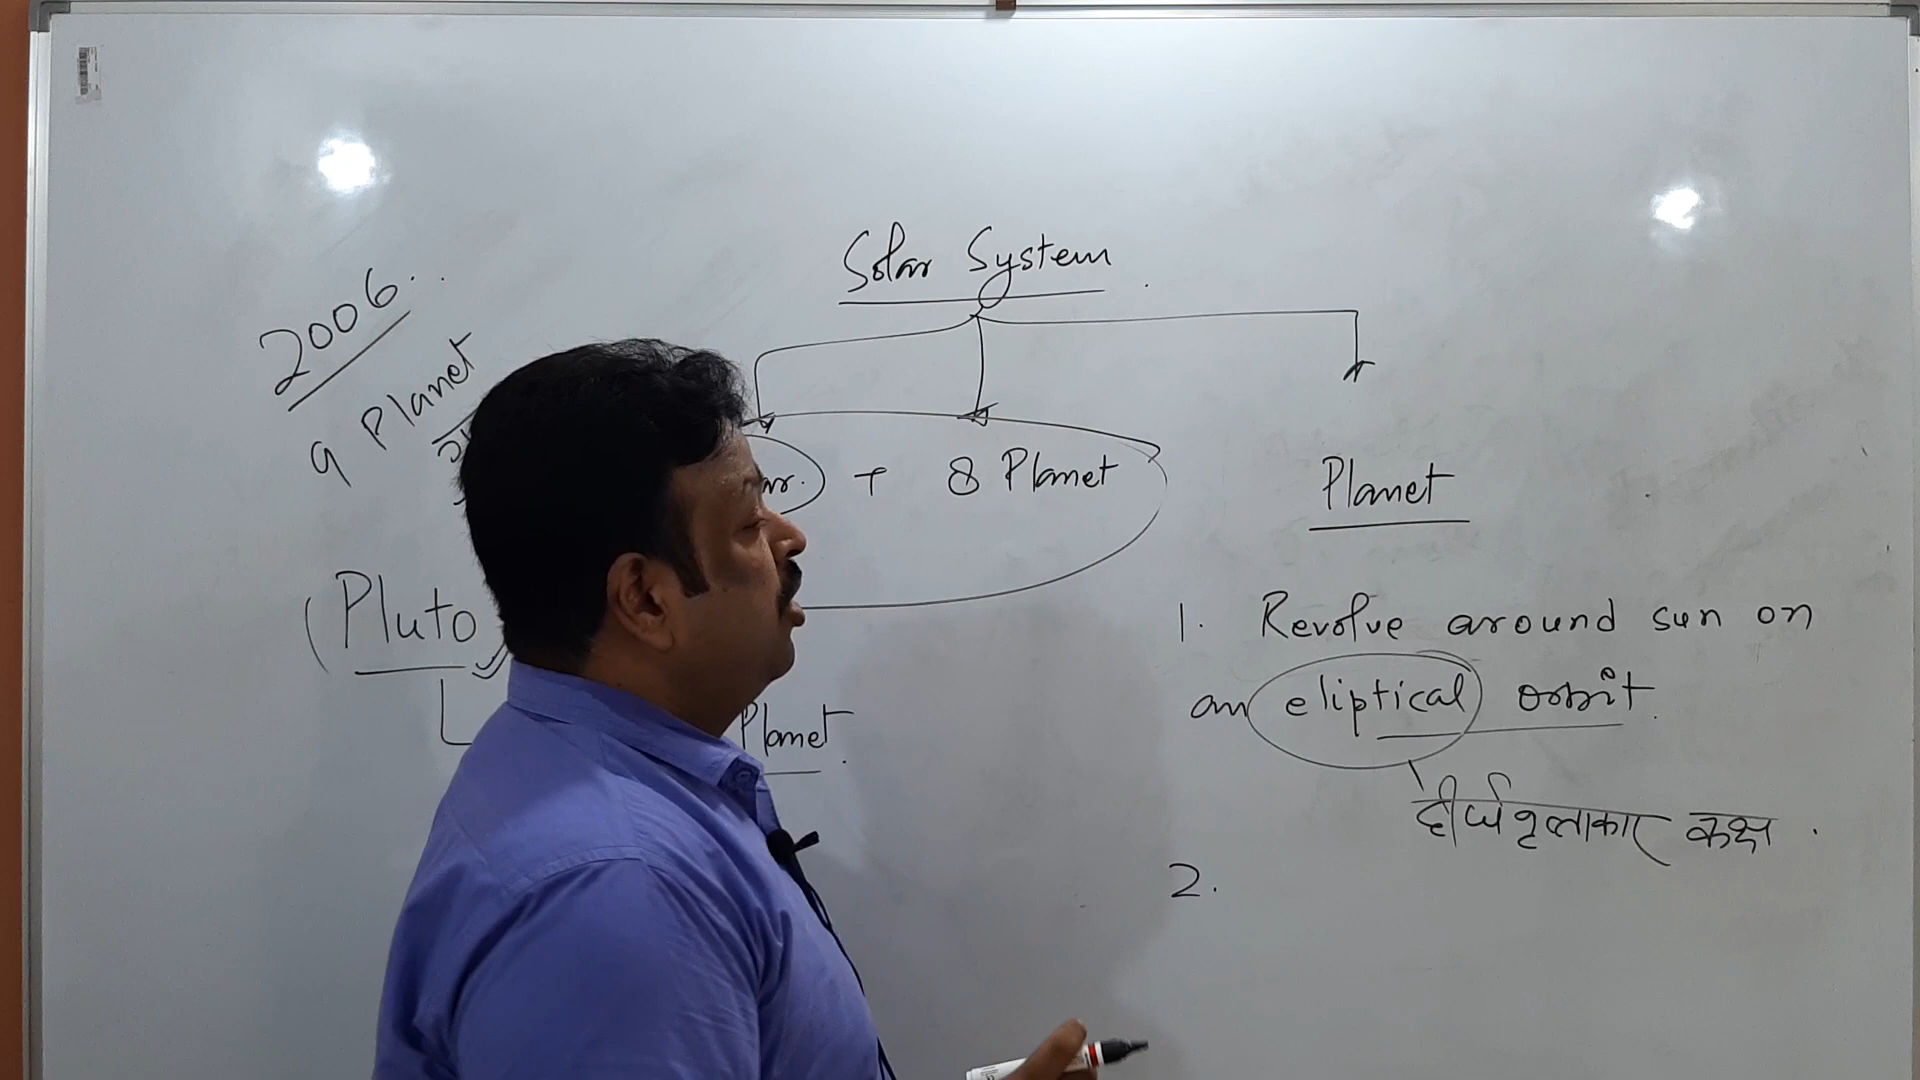 Solar System
2006.
9 Planet
+ 8 Planet
Planet
(Pluto
Planet.
1. Revolve around sun on
an eliptical orbit.
दीर्घवृत्ताकार कक्ष .
2.